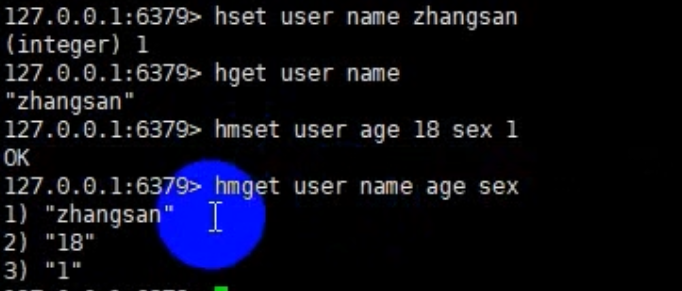 127.0.0.1:6379> hset user name zhangsan
(integer) 1
127.0.0.1:6379> hget user name
"zhangsan"
127.0.0.1:6379> hmset user age 18 sex 1
OK
127.0.0.1:6379> hmget user name age sex
1) "zhangsan"
2) "18"
3) "1"